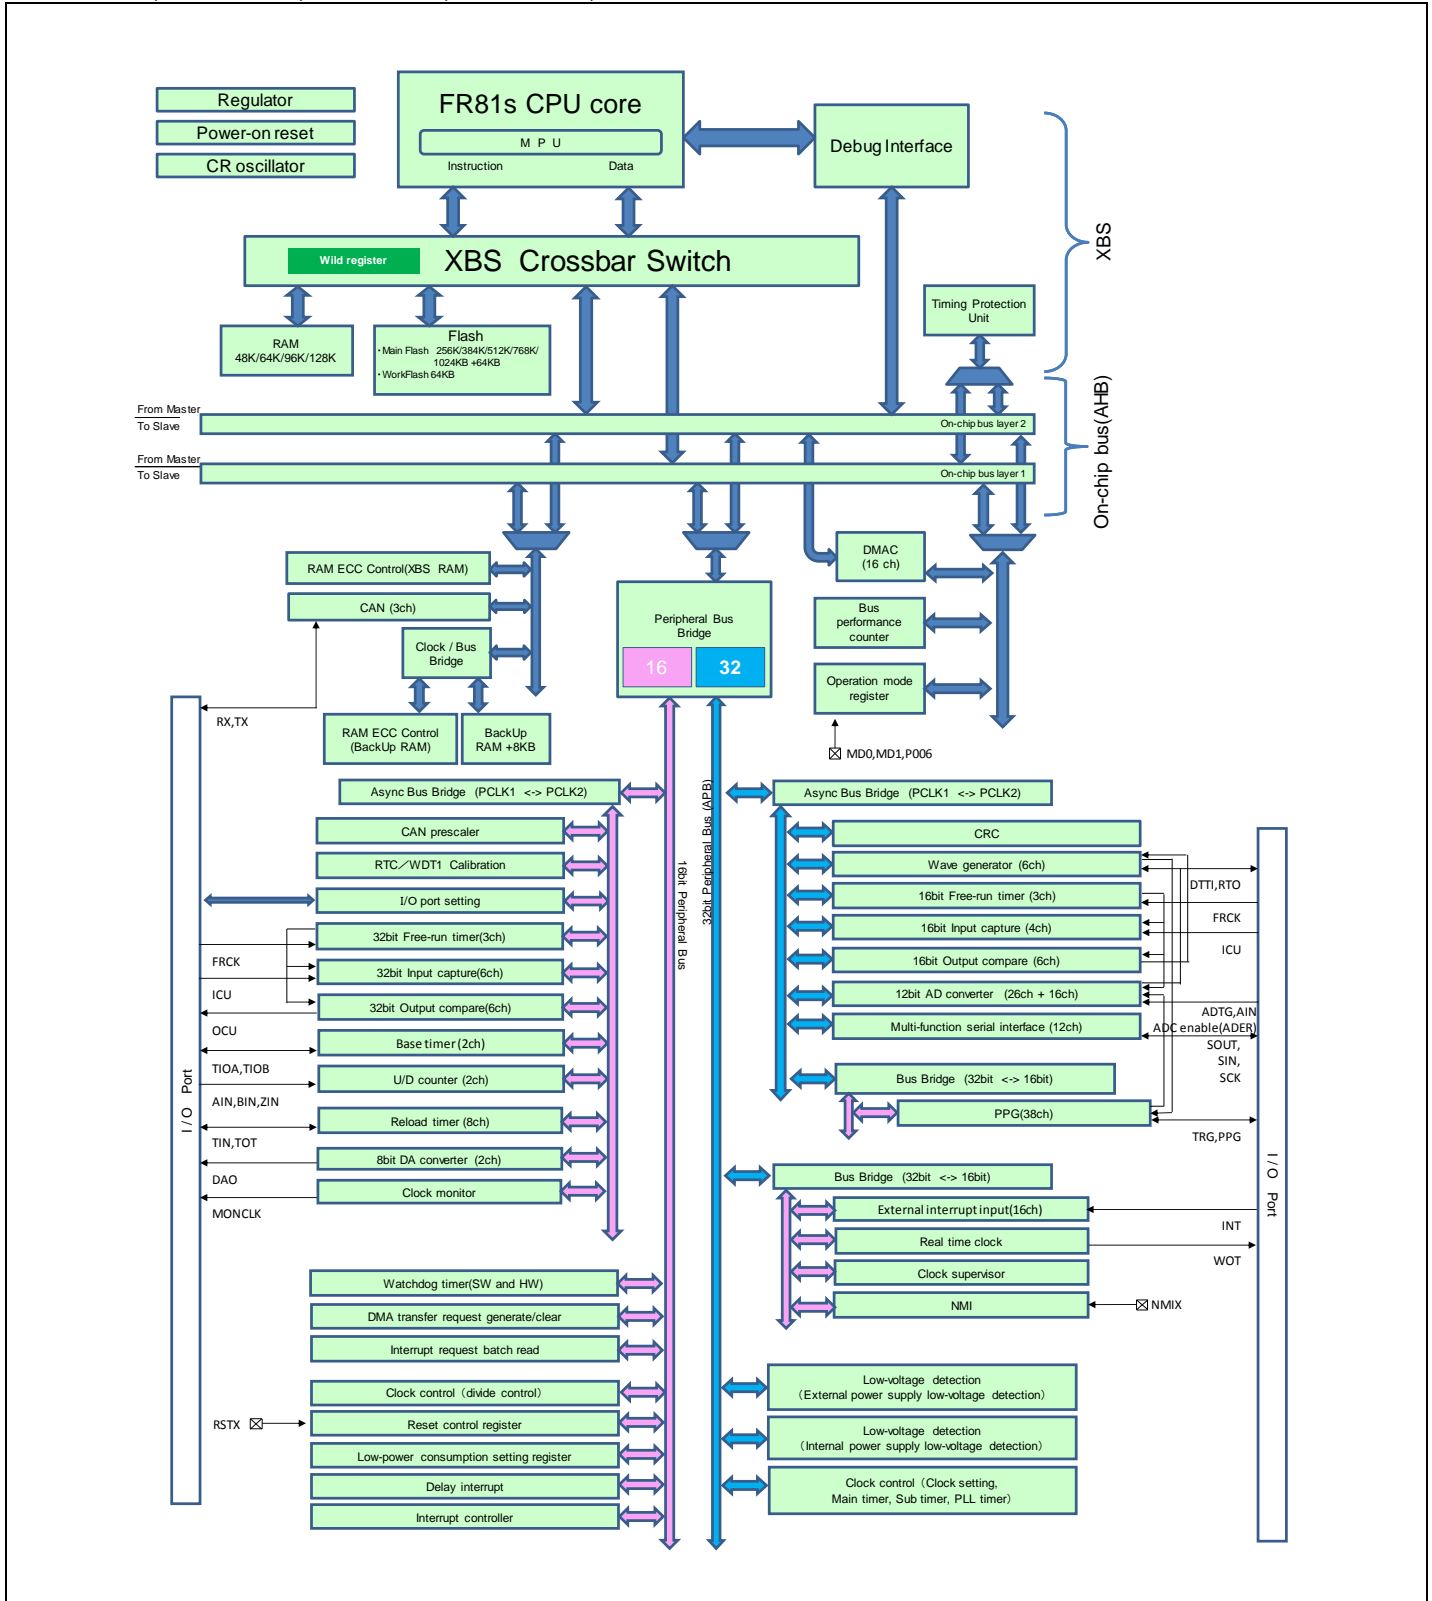 Regulator
Power-on reset
CR oscillator
FR81s CPU core
M P U
Instruction
Data
Debug Interface
XBS
Wild register
XBS Crossbar Switch
Timing Protection
Unit
RAM
48K/64K/96K/128K
Flash
・Main Flash 256K/384K/512K/768K/
1024KB +64KB
・WorkFlash 64KB
On-chip bus(AHB)
From Master
To Slave
On-chip bus layer 2
From Master
To Slave
On-chip bus layer 1
RAM ECC Control(XBS RAM)
CAN (3ch)
Clock / Bus
Bridge
RX,TX
RAM ECC Control
(BackUp RAM)
BackUp
RAM +8KB
Peripheral Bus
Bridge
16
32
DMAC
(16 ch)
Bus
performance
counter
Operation mode
register
MD0,MD1,P006
16bit Peripheral Bus
32bit Peripheral Bus (APB)
I / O Port
Async Bus Bridge (PCLK1 <-> PCLK2)
CAN prescaler
RTC／WDT1 Calibration
I/O port setting
32bit Free-run timer(3ch)
FRCK
32bit Input capture(6ch)
ICU
32bit Output compare(6ch)
OCU
Base timer (2ch)
TIOA,TIOB
U/D counter (2ch)
AIN,BIN,ZIN
Reload timer (8ch)
TIN,TOT
8bit DA converter (2ch)
DAO
Clock monitor
MONCLK
Watchdog timer(SW and HW)
DMA transfer request generate/clear
Interrupt request batch read
Clock control（divide control）
RSTX
Reset control register
Low-power consumption setting register
Delay interrupt
Interrupt controller
Async Bus Bridge (PCLK1 <-> PCLK2)
CRC
Wave generator (6ch)
DTTI,RTO
16bit Free-run timer (3ch)
FRCK
16bit Input capture (4ch)
ICU
16bit Output compare (6ch)
12bit AD converter (26ch + 16ch)
ADTG,AIN
ADC enable(ADER)
Multi-function serial interface (12ch)
SOUT,
SIN,
SCK
Bus Bridge (32bit <-> 16bit)
PPG(38ch)
TRG,PPG
I / O Port
Bus Bridge (32bit <-> 16bit)
External interrupt input(16ch)
INT
Real time clock
WOT
Clock supervisor
NMI
NMIX
Low-voltage detection
（External power supply low-voltage detection）
Low-voltage detection
（Internal power supply low-voltage detection）
Clock control（Clock setting,
Main timer, Sub timer, PLL timer）